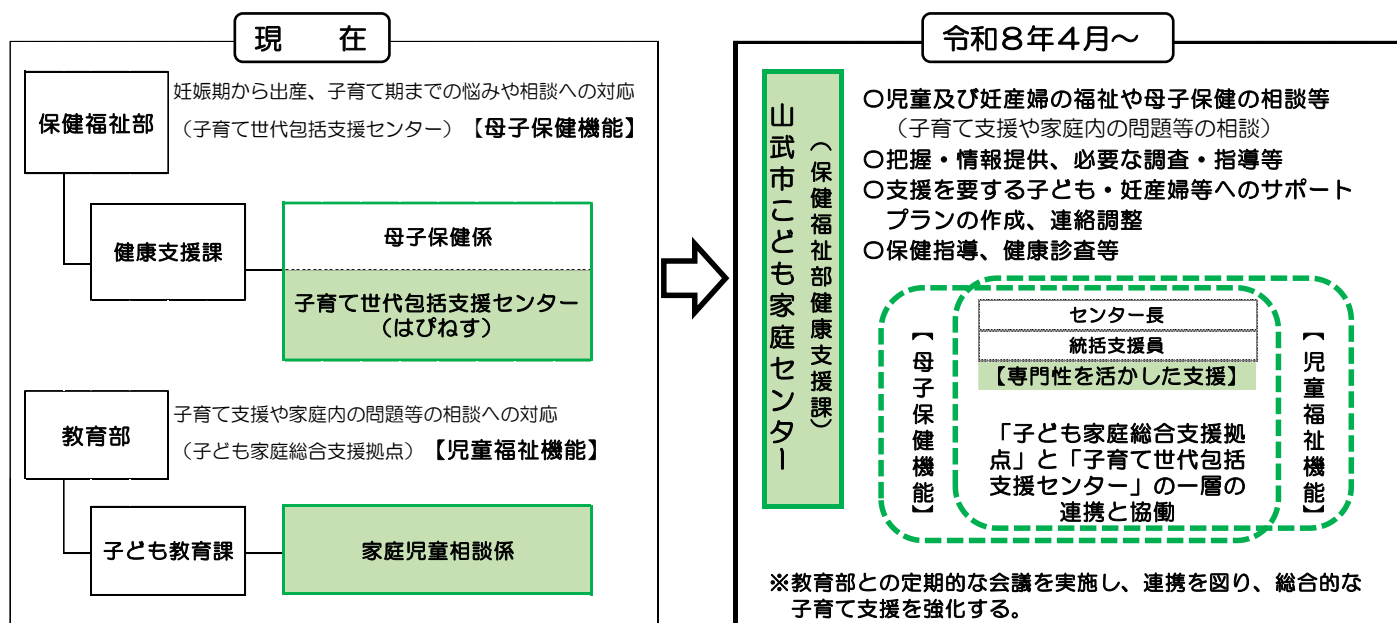 現　在
保健福祉部
妊娠期から出産、子育て期までの悩みや相談への対応
（子育て世代包括支援センター）【母子保健機能】
健康支援課
母子保健係
子育て世代包括支援センター
（はぴねす）
教育部
子育て支援や家庭内の問題等の相談への対応
（子ども家庭総合支援拠点）【児童福祉機能】
子ども教育課
家庭児童相談係
令和８年４月～
山武市こども家庭センター
（保健福祉部健康支援課）
〇児童及び妊産婦の福祉や母子保健の相談等
（子育て支援や家庭内の問題等の相談）
〇把握・情報提供、必要な調査・指導等
〇支援を要する子ども・妊産婦等へのサポート
プランの作成、連絡調整
〇保健指導、健康診査等
【母子保健機能】
センター長
統括支援員
【専門性を活かした支援】
「子ども家庭総合支援拠
点」と「子育て世代包括
支援センター」の一層の
連携と協働
【児童福祉機能】
※教育部との定期的な会議を実施し、連携を図り、総合的な
子育て支援を強化する。